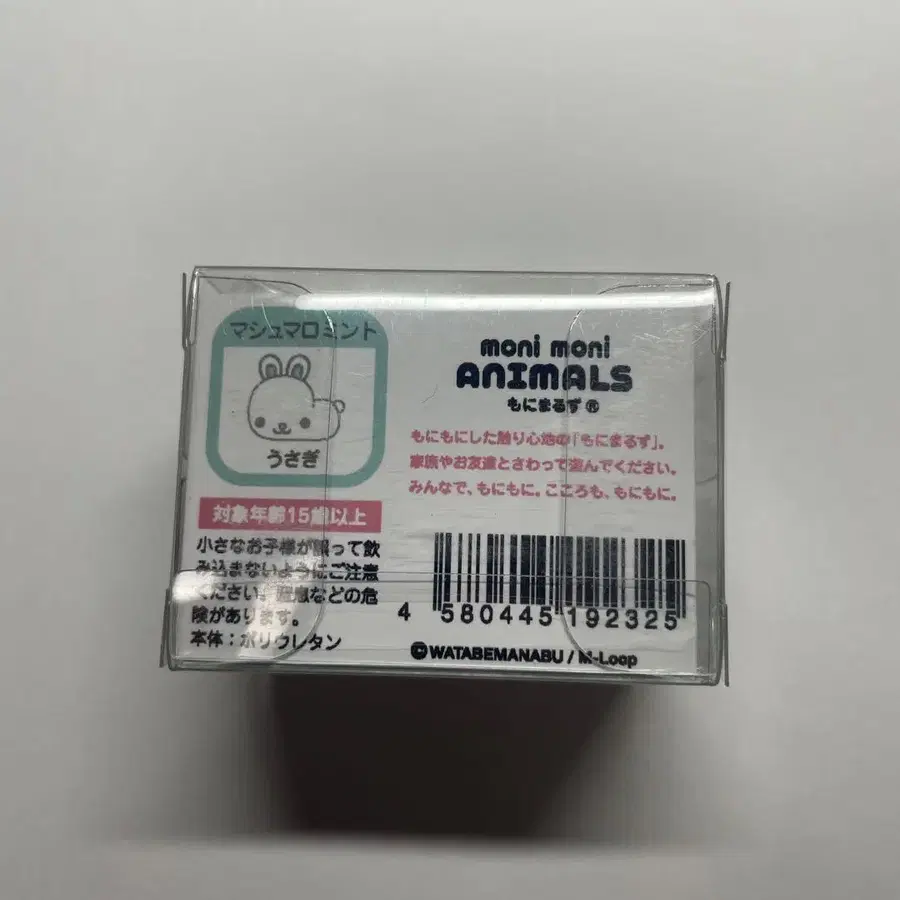 マシュマロミント
うさぎ
対象年齢15歳以上
小さなお子様が誤って飲
み込まないようにご注意
ください。窒息などの危
険があります。
本体：ポリウレタン
moni moni
ANIMALS
もにまるず®
もにもにした触り心地の「もにまるず」。
家族やお友達とさわって遊んでください。
みんなで、もにもに。こころも、もにもに。
4 580445 192325
©WATABEMANABU / M-Loop